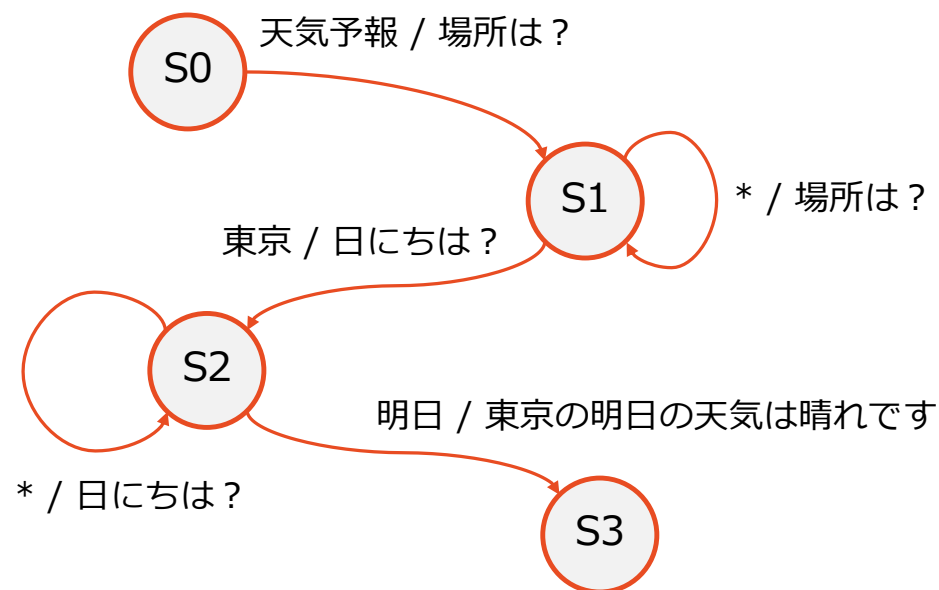 天気予報 / 場所は？
S0
S1
* / 場所は？
東京 / 日にちは？
S2
明日 / 東京の明日の天気は晴れです
* / 日にちは？
S3